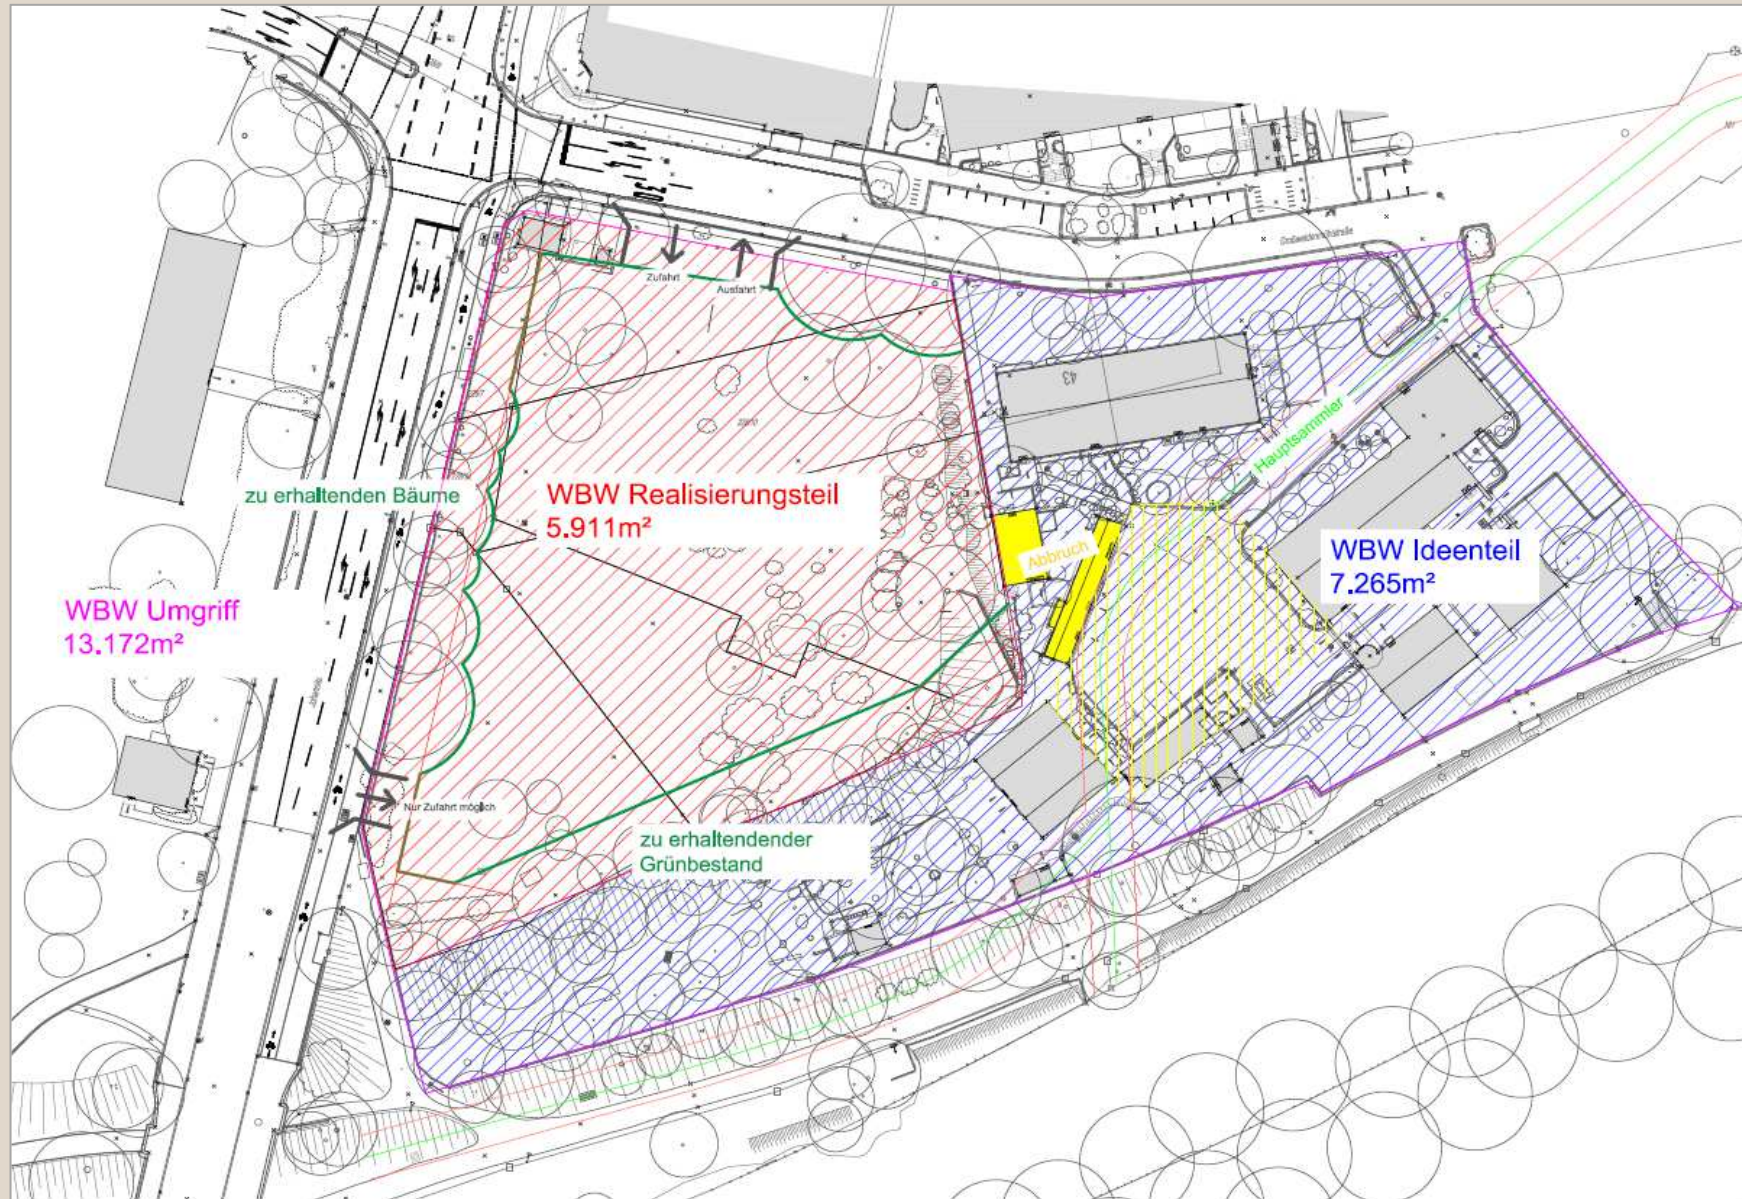 Großweidenmühlstraße
Zufahrt
Ausfahrt ?
43
Hauptsammler
zu erhaltenden Bäume
WBW Realisierungsteil
5.911m²
Abbruch
WBW Ideenteil
7.265m²
WBW Umgriff
13.172m²
Nur Zufahrt möglich
zu erhaltendender
Grünbestand